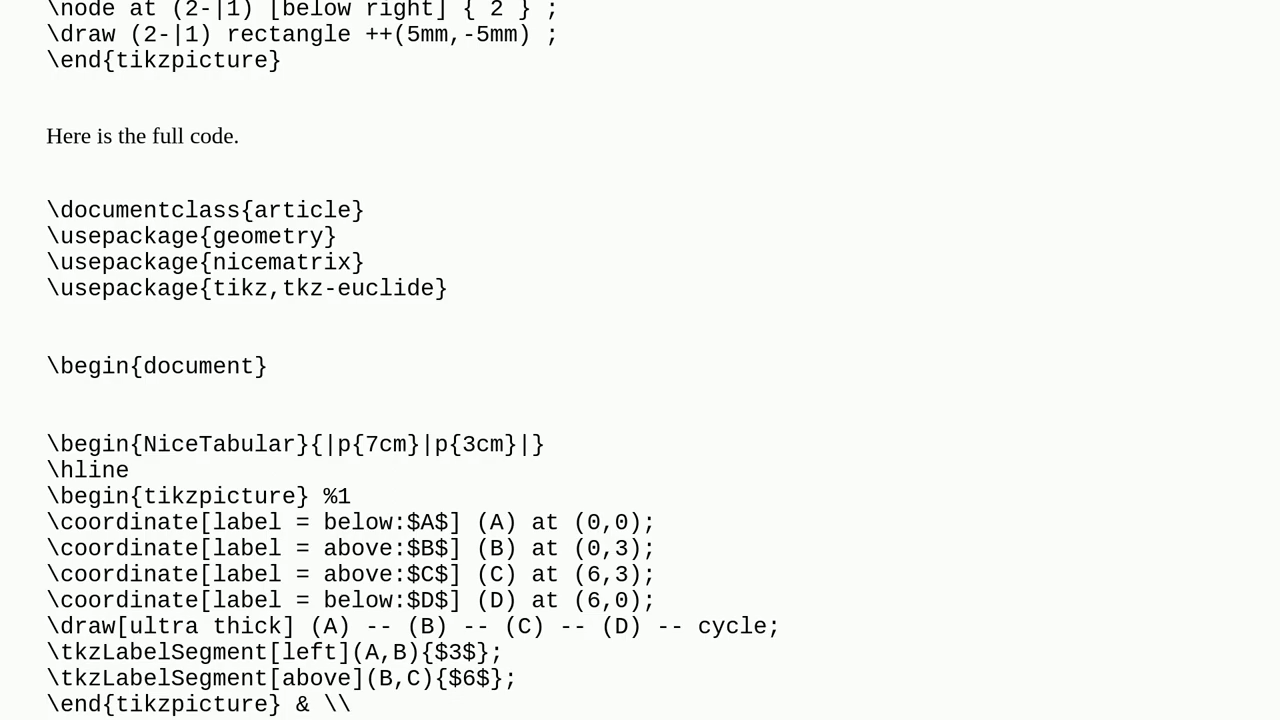 \node at (2-|1) [below right] { 2 } ;
\draw (2-|1) rectangle ++(5mm,-5mm) ;
\end{tikzpicture}
Here is the full code.
\documentclass{article}
\usepackage{geometry}
\usepackage{nicematrix}
\usepackage{tikz,tkz-euclide}
\begin{document}
\begin{NiceTabular}{|p{7cm}|p{3cm}|}
\hline
\begin{tikzpicture} %1
\coordinate[label = below:$A$] (A) at (0,0);
\coordinate[label = above:$B$] (B) at (0,3);
\coordinate[label = above:$C$] (C) at (6,3);
\coordinate[label = below:$D$] (D) at (6,0);
\draw[ultra thick] (A) -- (B) -- (C) -- (D) -- cycle;
\tkzLabelSegment[left](A,B){$3$};
\tkzLabelSegment[above](B,C){$6$};
\end{tikzpicture} & \\